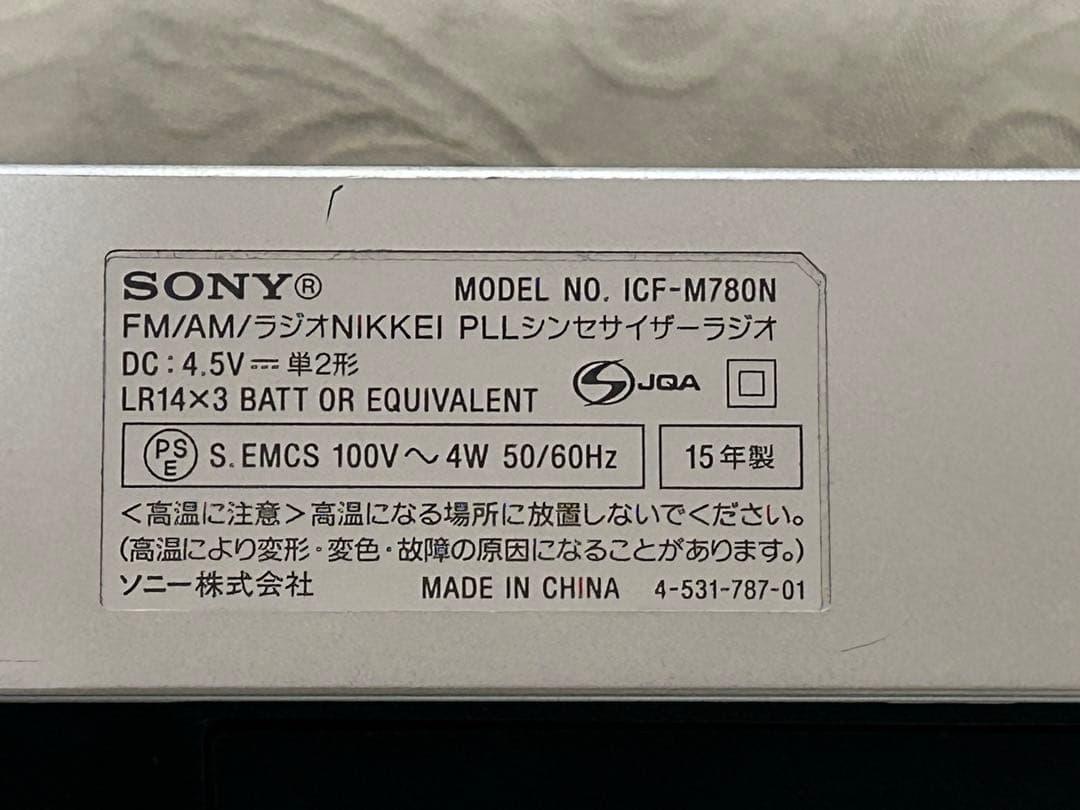 SONY® MODEL NO. ICF-M780N
FM/AM/ラジオNIKKEI PLLシンセサイザーラジオ
DC:4.5V⎓単2形
LR14×3 BATT OR EQUIVALENT
JQA
PSE S.EMCS 100V〜4W 50/60Hz 15年製
<高温に注意>高温になる場所に放置しないでください。
(高温により変形・変色・故障の原因になることがあります。)
ソニー株式会社 MADE IN CHINA 4-531-787-01